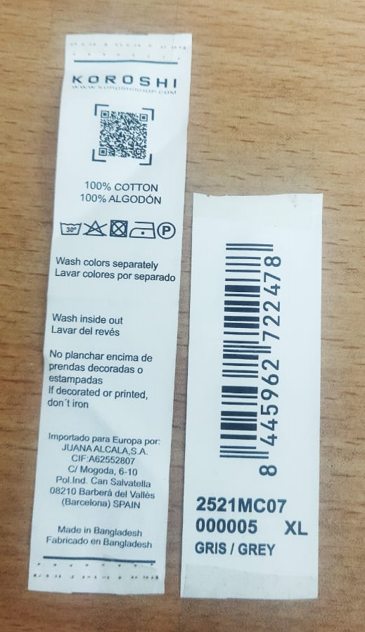 KOROSHI
WWW.KOROSHISHOP.COM
100% COTTON
100% ALGODÓN
30°
P
Wash colors separately
Lavar colores por separado
Wash inside out
Lavar del revés
No planchar encima de
prendas decoradas o
estampadas
If decorated or printed,
don´t iron
Importado para Europa por:
JUANA ALCALA,S.A.
CIF:A62552807
C/ Mogoda, 6-10
Pol.Ind. Can Salvatella
08210 Barberà del Vallés
(Barcelona) SPAIN
Made in Bangladesh
Fabricado en Bangladesh
8 445962 722478
2521MC07
000005 XL
GRIS / GREY